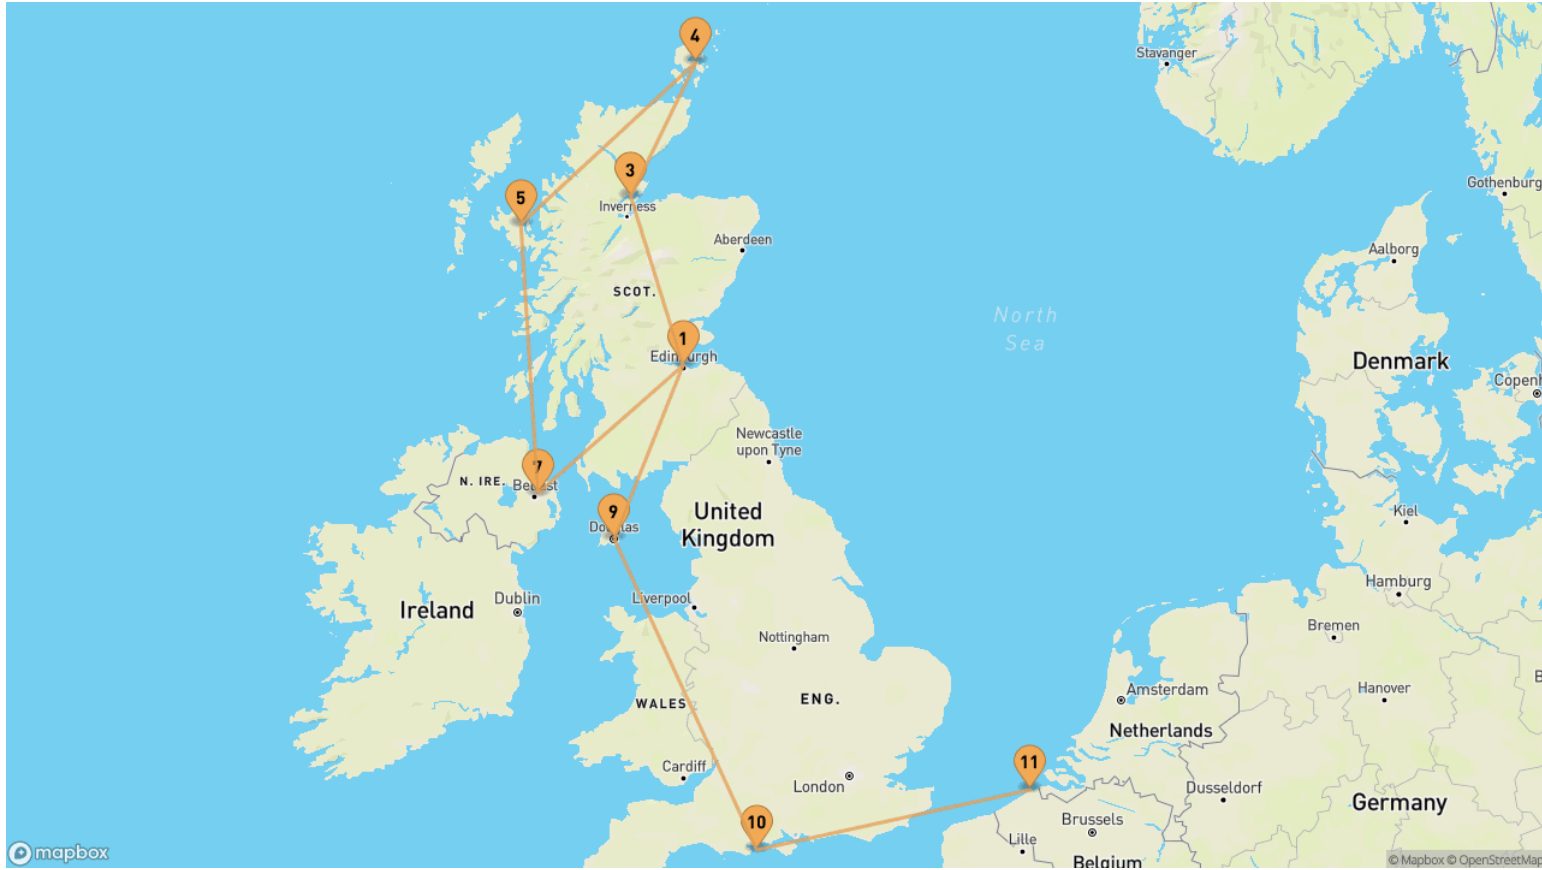 4
Stavanger
3
Gothenburg
5
Inverness
Aberdeen
Aalborg
SCOT.
North
Sea
1
Edinburgh
Denmark
Newcastle
upon Tyne
7
N. IRE.
9
United
Kingdom
Kiel
Dublin
Ireland
Liverpool
Hamburg
Bremen
Nottingham
WALES
ENG.
Amsterdam
Hanover
Netherlands
Cardiff
London
11
Dusseldorf
Germany
10
Brussels
Lille
Belgium
mapbox
© Mapbox © OpenStreetMap